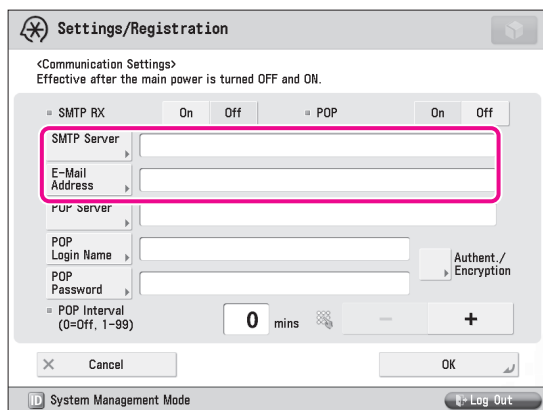 Settings/Registration
<Communication Settings>
Effective after the main power is turned OFF and ON.
SMTP RX On Off POP On Off
SMTP Server
E-Mail
Address
POP Server
POP
Login Name
Authent./
Encryption
POP
Password
POP Interval
(0=Off, 1-99)
0 mins - +
Cancel OK
ID System Management Mode Log Out